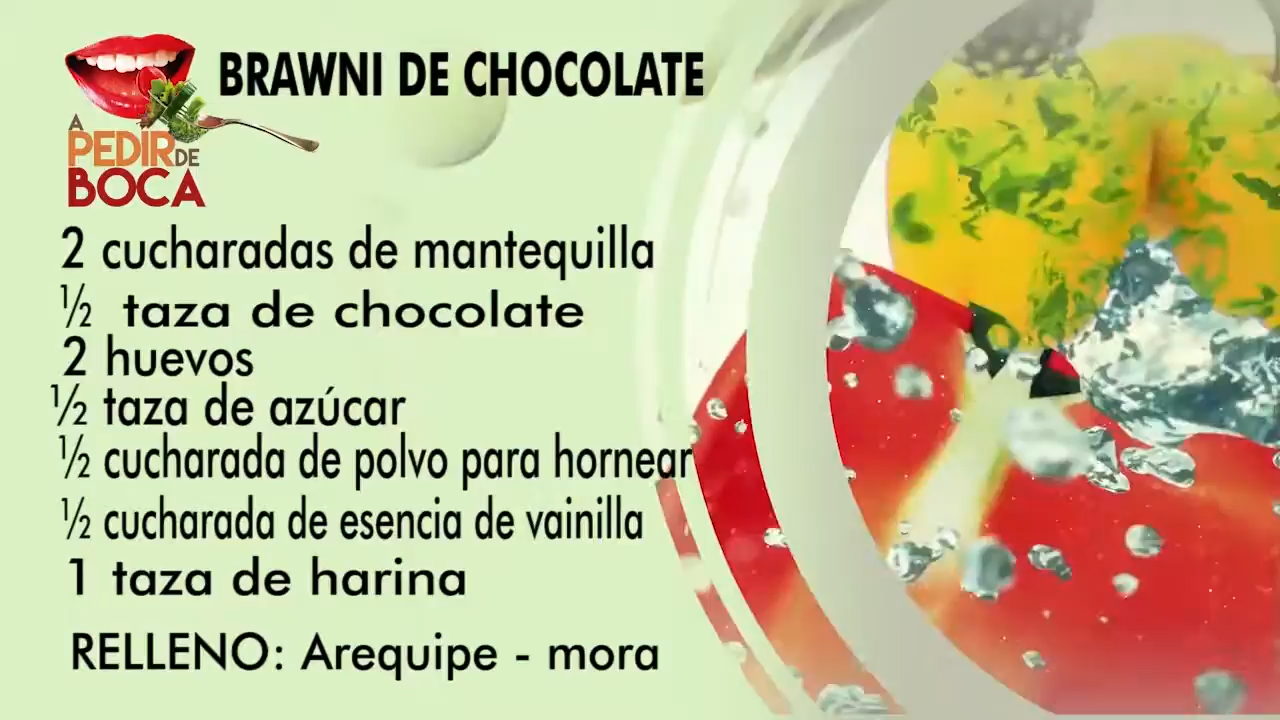 BRAWNI DE CHOCOLATE
A
PEDIR DE
BOCA
2 cucharadas de mantequilla
½ taza de chocolate
2 huevos
½ taza de azúcar
½ cucharada de polvo para hornear
½ cucharada de esencia de vainilla
1 taza de harina
RELLENO: Arequipe - mora